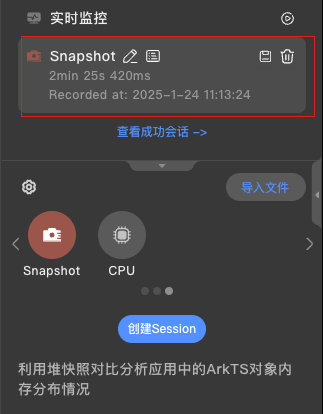 实时监控
Snapshot
2min 25s 420ms
Recorded at: 2025-1-24 11:13:24
查看成功会话 ->
导入文件
Snapshot
CPU
创建Session
利用堆快照对比分析应用中的ArkTS对象内
存分布情况